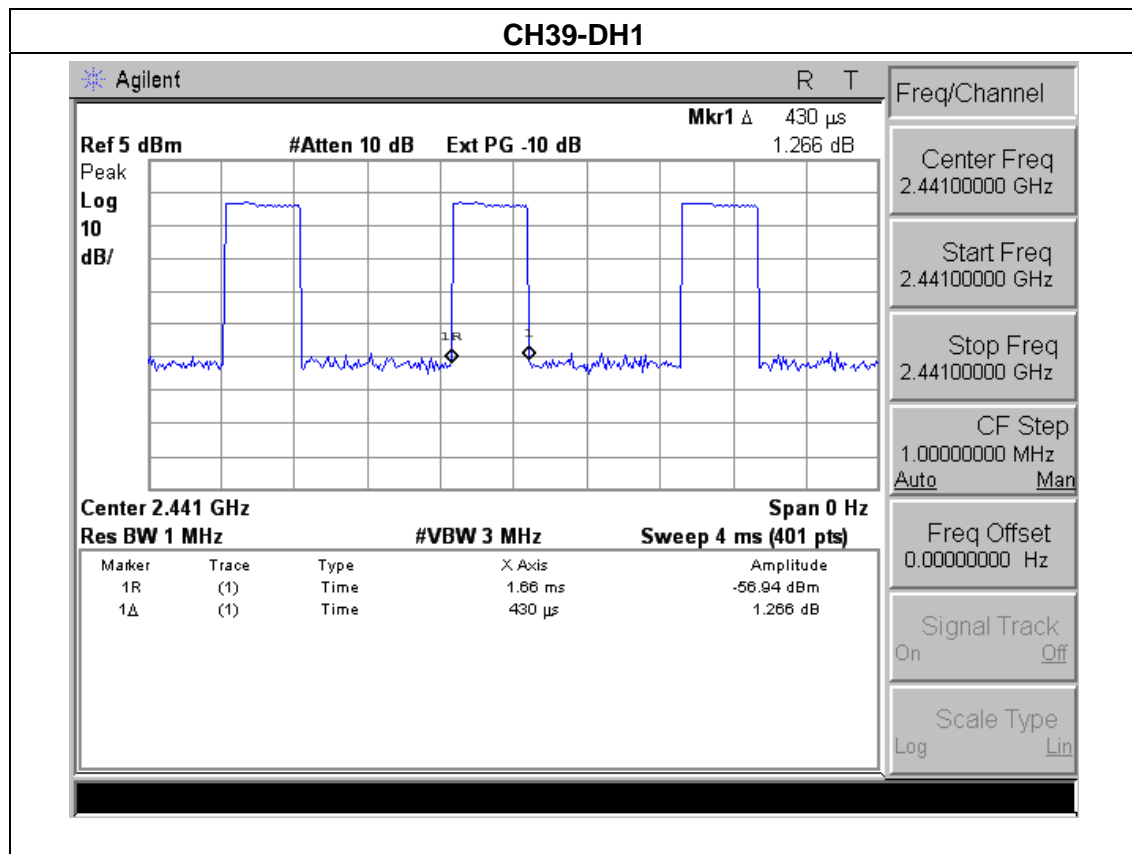 CH39-DH1
Agilent
R T
Mkr1 Δ 430 µs
Ref 5 dBm #Atten 10 dB Ext PG -10 dB 1.266 dB
Peak
Log
10
dB/
1R
1
Center 2.441 GHz Span 0 Hz
Res BW 1 MHz #VBW 3 MHz Sweep 4 ms (401 pts)
Marker Trace Type X Axis Amplitude
1R (1) Time 1.66 ms -56.94 dBm
1Δ (1) Time 430 µs 1.266 dB
Freq/Channel
Center Freq
2.44100000 GHz
Start Freq
2.44100000 GHz
Stop Freq
2.44100000 GHz
CF Step
1.00000000 MHz
Auto Man
Freq Offset
0.00000000 Hz
Signal Track
On Off
Scale Type
Log Lin